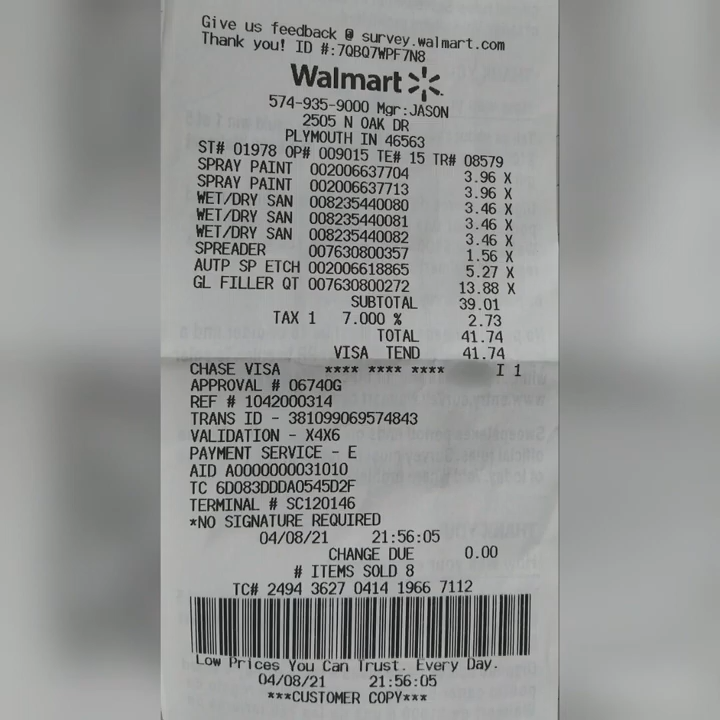 Give us feedback @ survey.walmart.com
Thank you! ID #:7QBQ7WPF7N8
Walmart
574-935-9000 Mgr:JASON
2505 N OAK DR
PLYMOUTH IN 46563
ST# 01978 OP# 009015 TE# 15 TR# 08579
SPRAY PAINT 002006637704 3.96 X
SPRAY PAINT 002006637713 3.96 X
WET/DRY SAN 008235440080 3.46 X
WET/DRY SAN 008235440081 3.46 X
WET/DRY SAN 008235440082 3.46 X
SPREADER 007630800357 1.56 X
AUTP SP ETCH 002006618865 5.27 X
GL FILLER QT 007630800272 13.88 X
SUBTOTAL 39.01
TAX 1 7.000 % 2.73
TOTAL 41.74
VISA TEND 41.74
CHASE VISA **** **** **** I 1
APPROVAL # 06740G
REF # 1042000314
TRANS ID - 381099069574843
VALIDATION - X4X6
PAYMENT SERVICE - E
AID A0000000031010
TC 6D083DDDA0545D2F
TERMINAL # SC120146
*NO SIGNATURE REQUIRED
04/08/21 21:56:05
CHANGE DUE 0.00
# ITEMS SOLD 8
TC# 2494 3627 0414 1966 7112
Low Prices You Can Trust. Every Day.
04/08/21 21:56:05
***CUSTOMER COPY***